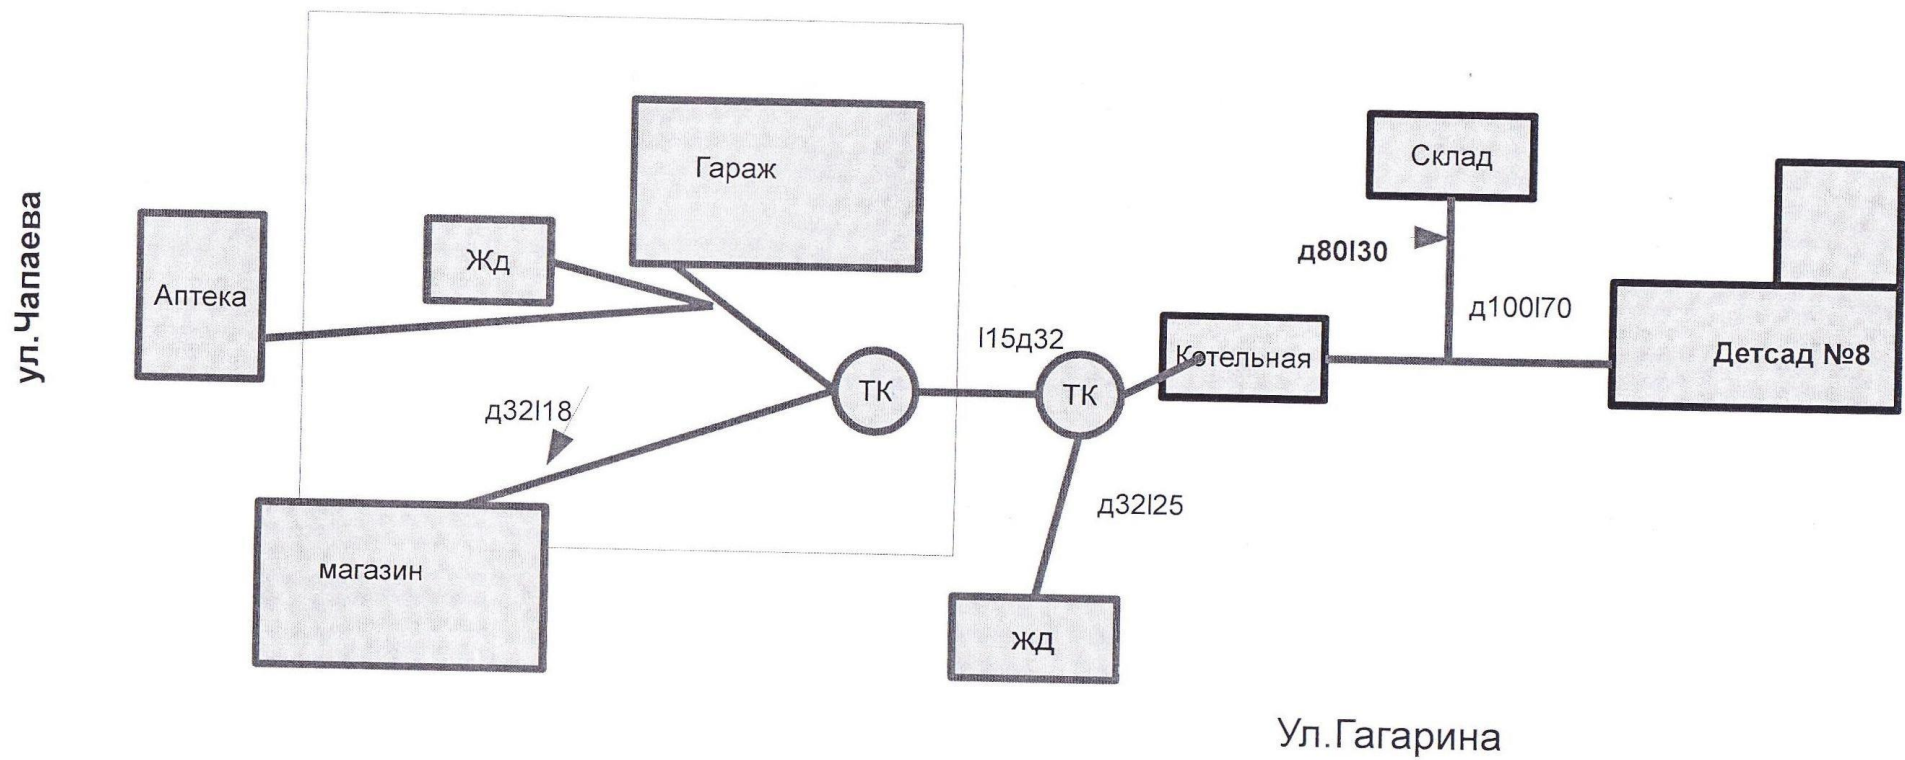 ул.Чапаева
Аптека
Жд
Гараж
д32l18
магазин
ТК
l15д32
ТК
д32l25
жд
Котельная
Склад
д80l30
д100l70
Детсад №8
Ул.Гагарина